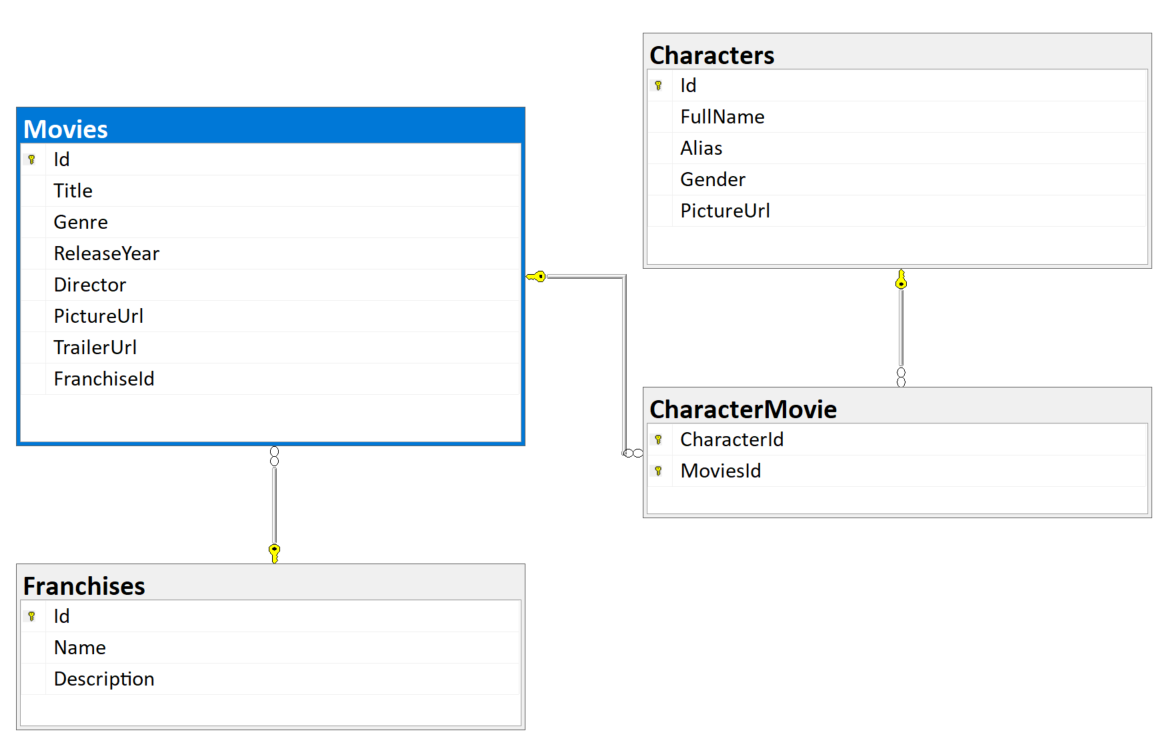 Movies
Id
Title
Genre
ReleaseYear
Director
PictureUrl
TrailerUrl
FranchiseId
Characters
Id
FullName
Alias
Gender
PictureUrl
CharacterMovie
CharacterId
MoviesId
Franchises
Id
Name
Description